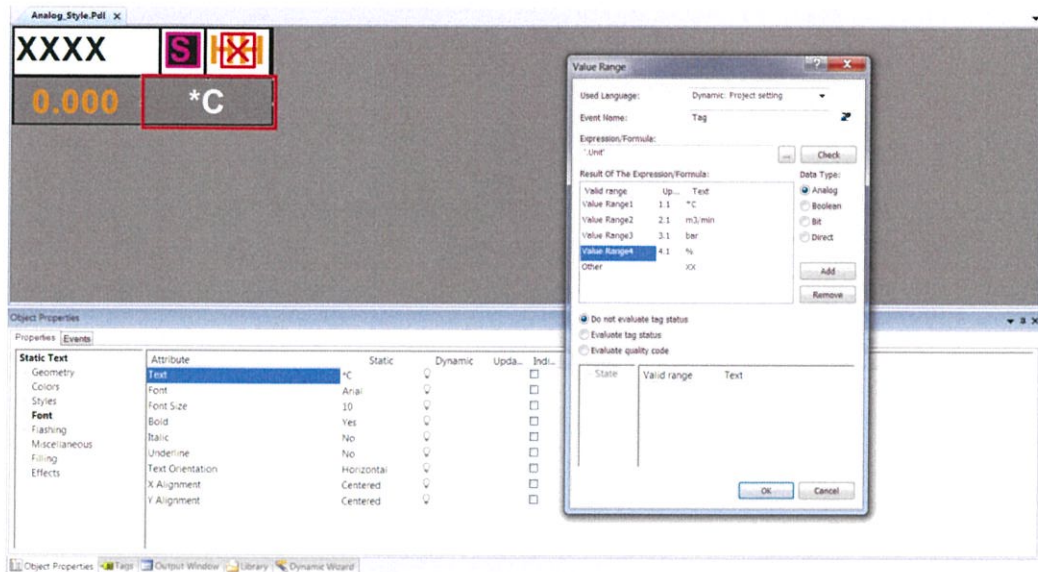 Analog_Style.Pdl x
XXXX S X
0.000 *C
Value Range
Used Language: Dynamic: Project setting
Event Name: Tag
Expression/Formula:
'.Unit' ... Check
Result Of The Expression/Formula: Data Type:
Valid range Up... Text Analog
Value Range1 1.1 °C Boolean
Value Range2 2.1 m3/min Bit
Value Range3 3.1 bar Direct
Value Range4 4.1 %
Other XX Add
Remove
Do not evaluate tag status
Evaluate tag status
Evaluate quality code
State Valid range Text
OK Cancel
Object Properties
Properties Events
Static Text Attribute Static Dynamic Upda... Indi...
Geometry Text *C
Colors Font Arial
Styles Font Size 10
Font Bold Yes
Flashing Italic No
Miscellaneous Underline No
Filling Text Orientation Horizontal
Effects X Alignment Centered
Y Alignment Centered
Object Properties Tags Output Window Library Dynamic Wizard